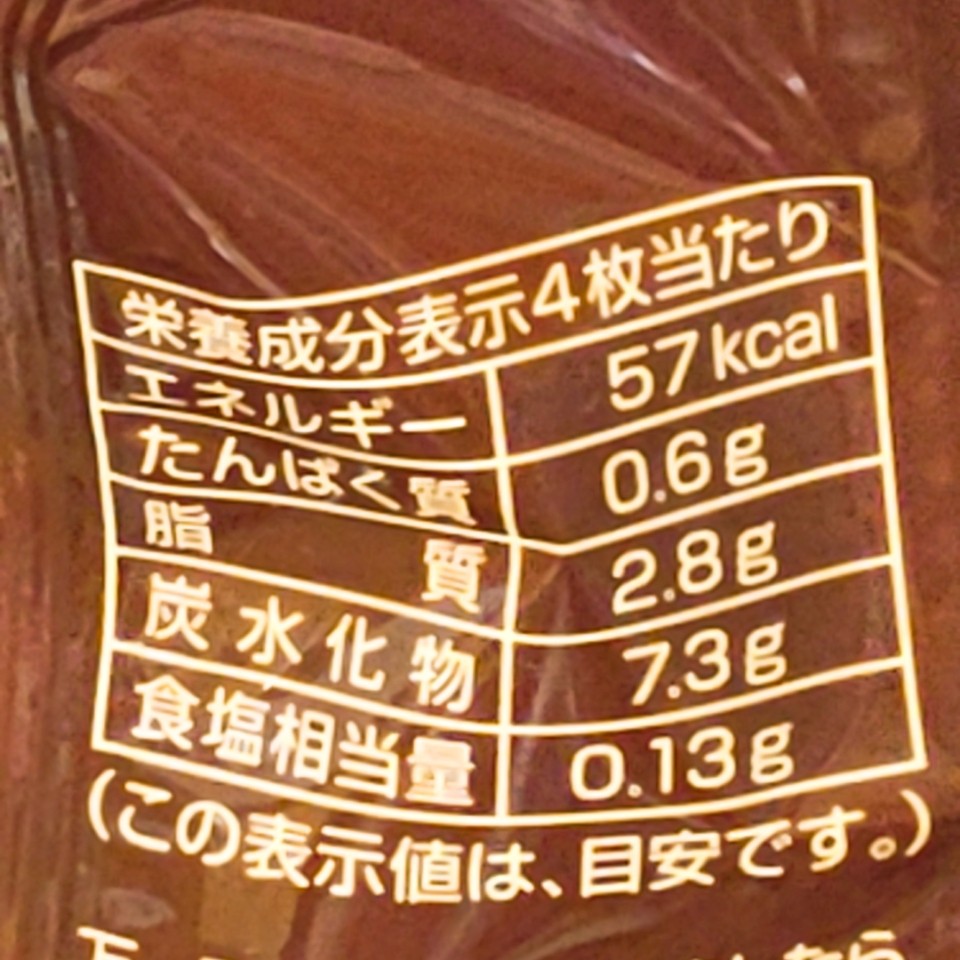 栄養成分表示4枚当たり
エネルギー 57kcal
たんぱく質 0.6g
脂質 2.8g
炭水化物 7.3g
食塩相当量 0.13g
(この表示値は、目安です。)